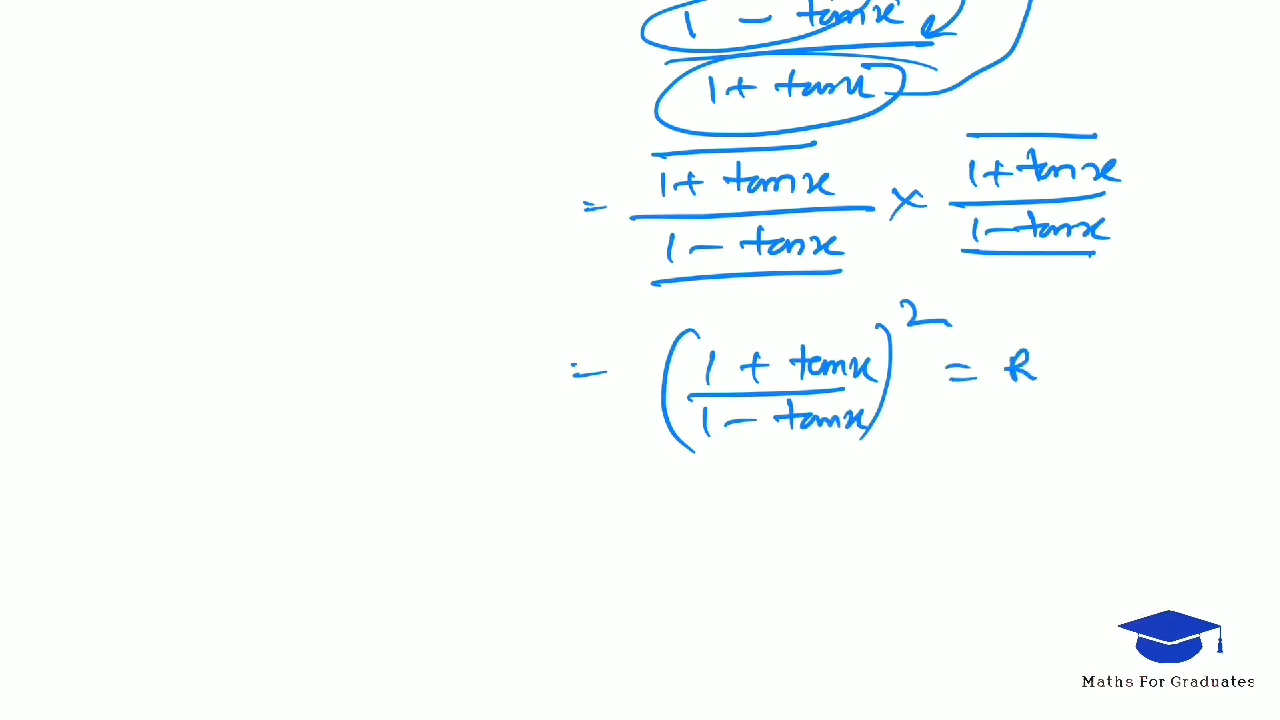 1 - tanx
1 + tanx
= 1 + tanx / 1 - tanx × 1 + tanx / 1 - tanx
= (1 + tanx / 1 - tanx)² = R
Maths For Graduates